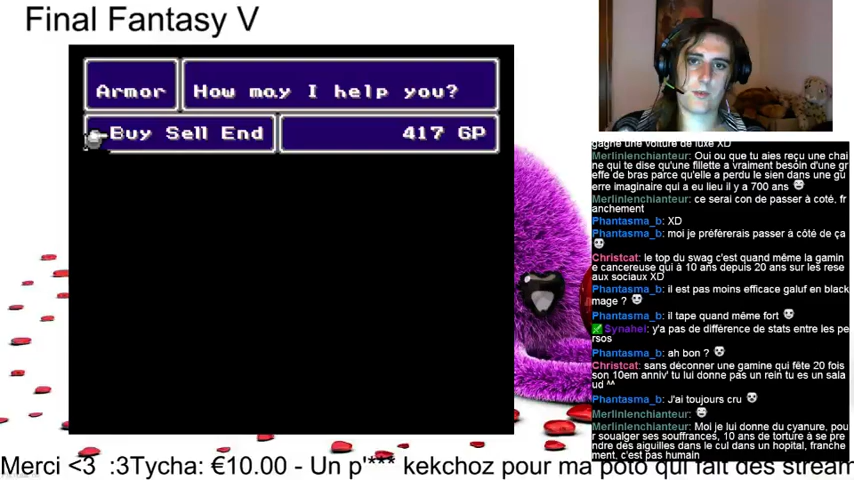 Final Fantasy V
Armor
How may I help you?
Buy Sell End
417 GP
gagne une voiture de luxe XD
Merlinlenchianteur: Oui ou que tu aies reçu une chai
ne qui te dise qu'une fillette a vraiment besoin d'une gr
effe de bras parce qu'elle a perdu le sien dans une gu
erre imaginaire qui a eu lieu il y a 700 ans
Merlinlenchianteur: ce serai con de passer à coté, fr
anchement
Phantasma_b: XD
Phantasma_b: moi je préfèrerais passer à côté de ça
Christcat: le top du swag c'est quand même la gamin
e cancereuse qui à 10 ans depuis 20 ans sur les rese
aux sociaux XD
Phantasma_b: il est pas moins efficace galuf en black
mage ?
Phantasma_b: il tape quand même fort
Synahel: y'a pas de différence de stats entre les pe
rsos
Phantasma_b: ah bon ?
Christcat: sans déconner une gamine qui fête 20 fois
son 10em anniv' tu lui donne pas un rein tu es un sala
ud ^^
Phantasma_b: J'ai toujours cru
Merlinlenchianteur:
Merlinlenchianteur: Moi je lui donne du cyanure, pou
r soualger ses souffrances, 10 ans de torture à se pre
ndre des aiguilles dans le cul dans un hopital, franche
ment, c'est pas humain
Merci <3 :3Tycha: €10.00 - Un p'*** kekchoz pour ma poto qui fait des stream